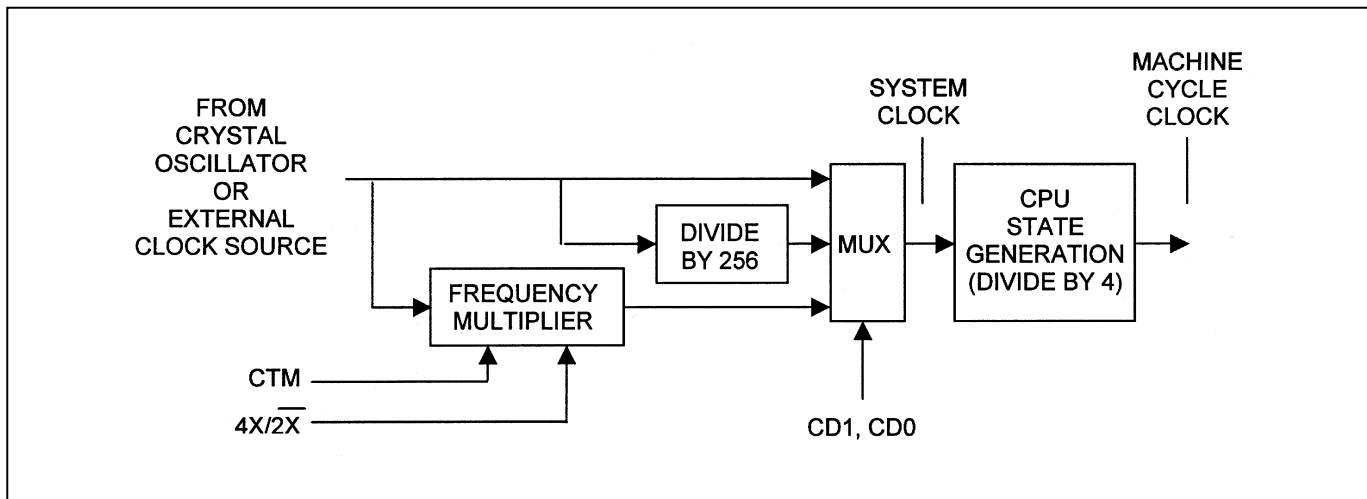 FROM
CRYSTAL
OSCILLATOR
OR
EXTERNAL
CLOCK SOURCE
DIVIDE
BY 256
FREQUENCY
MULTIPLIER
CTM
4X/2X̅
MUX
CD1, CD0
SYSTEM
CLOCK
CPU
STATE
GENERATION
(DIVIDE BY 4)
MACHINE
CYCLE
CLOCK